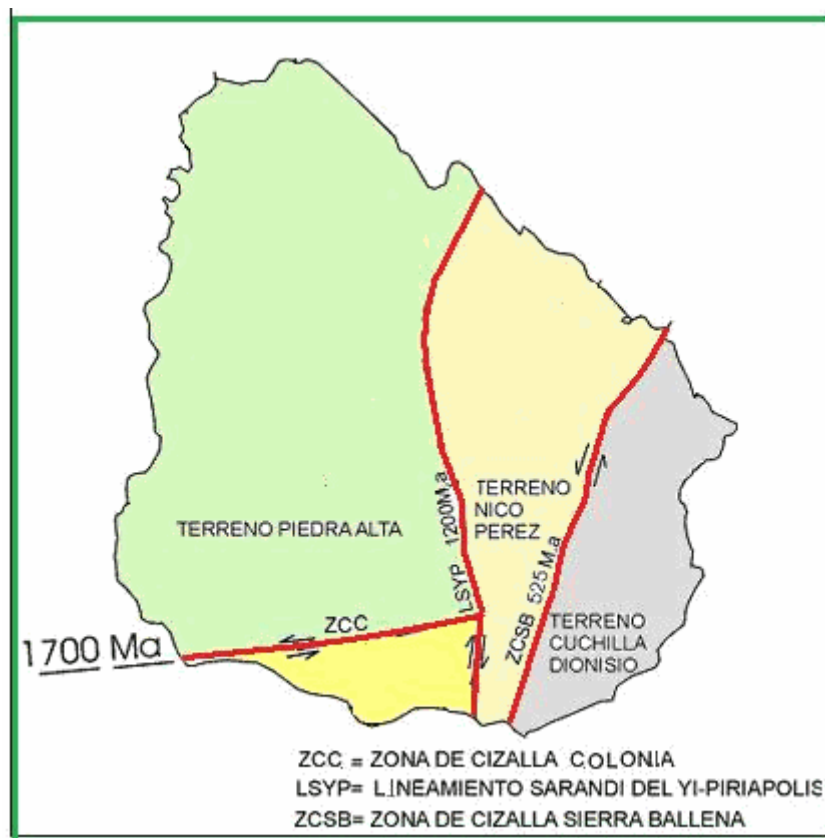 TERRENO PIEDRA ALTA
TERRENO
NICO
PEREZ
LSYP 1200M.a
ZCC
1700 Ma
ZCSB 525 M.a
TERRENO
CUCHILLA
DIONISIO
ZCC = ZONA DE CIZALLA COLONIA
LSYP= LINEAMIENTO SARANDI DEL YI-PIRIAPOLIS
ZCSB= ZONA DE CIZALLA SIERRA BALLENA